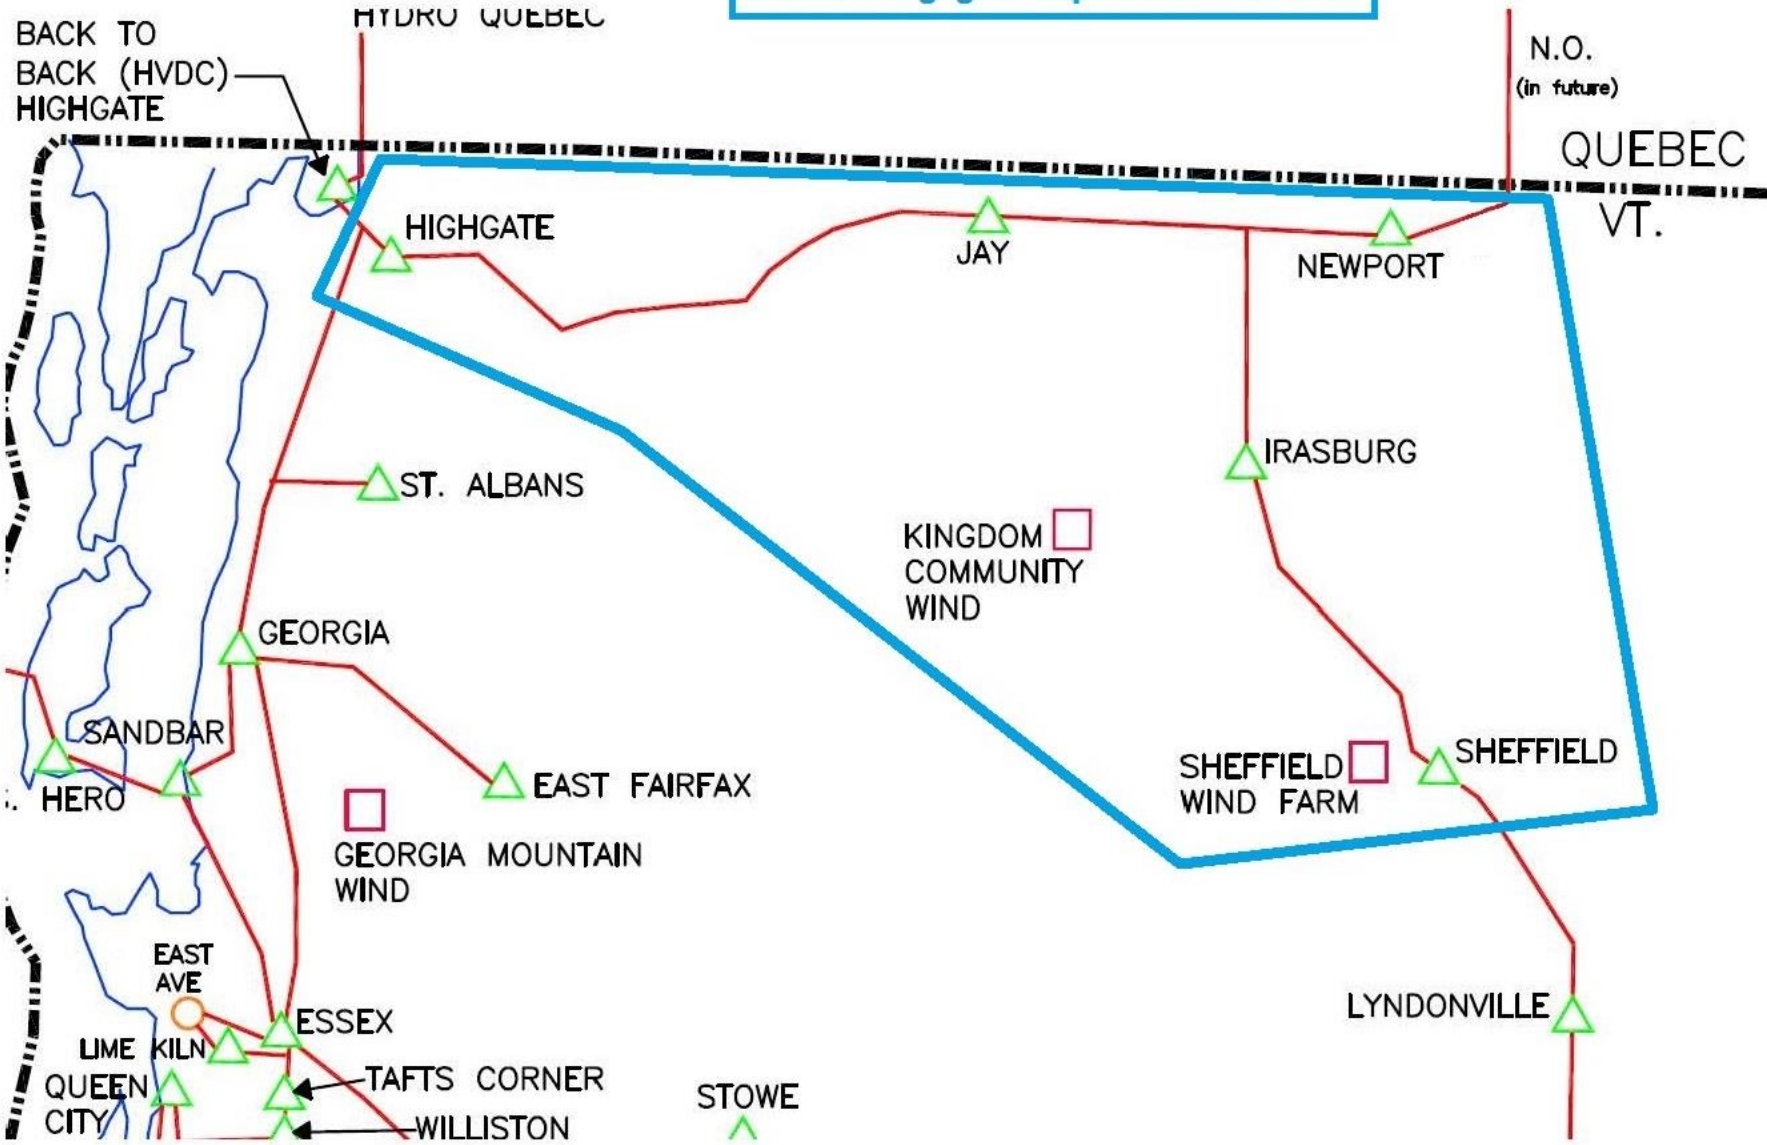 HYDRO QUEBEC
BACK TO
BACK (HVDC)
HIGHGATE
N.O.
(in future)
QUEBEC
VT.
HIGHGATE
JAY
NEWPORT
IRASBURG
ST. ALBANS
KINGDOM
COMMUNITY
WIND
GEORGIA
SANDBAR
HERO
EAST FAIRFAX
SHEFFIELD
WIND FARM
SHEFFIELD
GEORGIA MOUNTAIN
WIND
EAST
AVE
ESSEX
LYNDONVILLE
LIME KILN
QUEEN
CITY
TAFTS CORNER
STOWE
WILLISTON